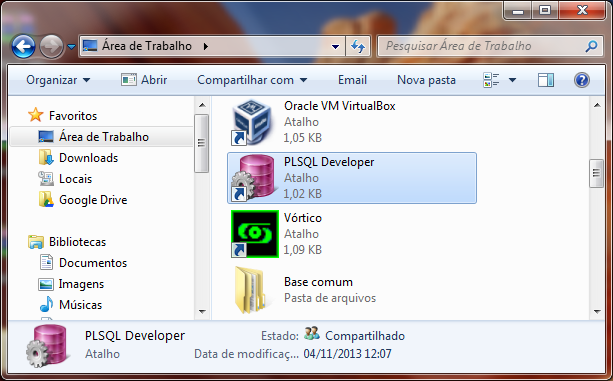 Área de Trabalho
Pesquisar Área de Trabalho
Organizar
Abrir
Compartilhar com
Email
Nova pasta
Favoritos
Área de Trabalho
Downloads
Locais
Google Drive
Bibliotecas
Documentos
Imagens
Músicas
Oracle VM VirtualBox
Atalho
1,05 KB
PLSQL Developer
Atalho
1,02 KB
Vórtico
Atalho
1,09 KB
Base comum
Pasta de arquivos
PLSQL Developer
Estado: Compartilhado
Atalho
Data de modificaç... 04/11/2013 12:07